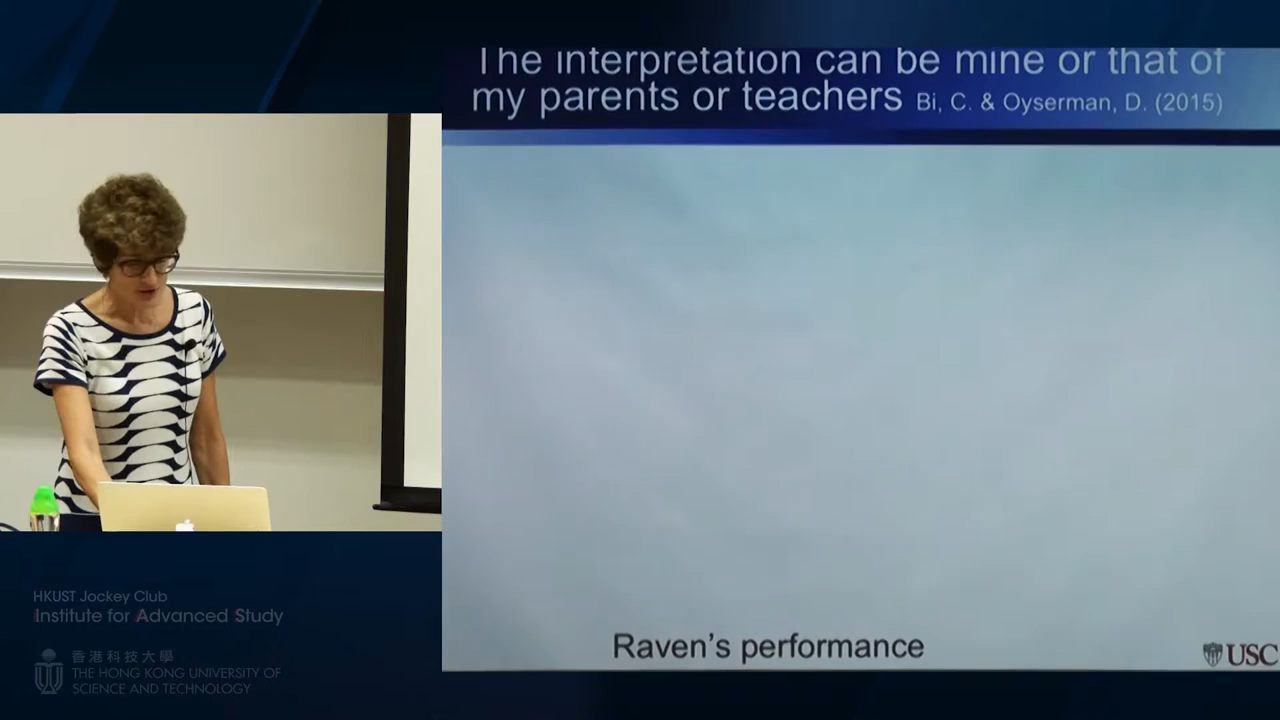 The interpretation can be mine or that of
my parents or teachers Bi, C. & Oyserman, D. (2015)
Raven's performance
USC
HKUST Jockey Club
Institute for Advanced Study
香港科技大學
THE HONG KONG UNIVERSITY OF
SCIENCE AND TECHNOLOGY